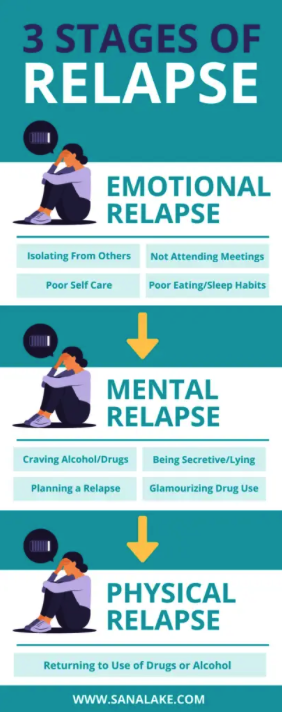 3 STAGES OF
RELAPSE
EMOTIONAL
RELAPSE
Isolating From Others
Not Attending Meetings
Poor Self Care
Poor Eating/Sleep Habits
MENTAL
RELAPSE
Craving Alcohol/Drugs
Being Secretive/Lying
Planning a Relapse
Glamourizing Drug Use
PHYSICAL
RELAPSE
Returning to Use of Drugs or Alcohol
WWW.SANALAKE.COM